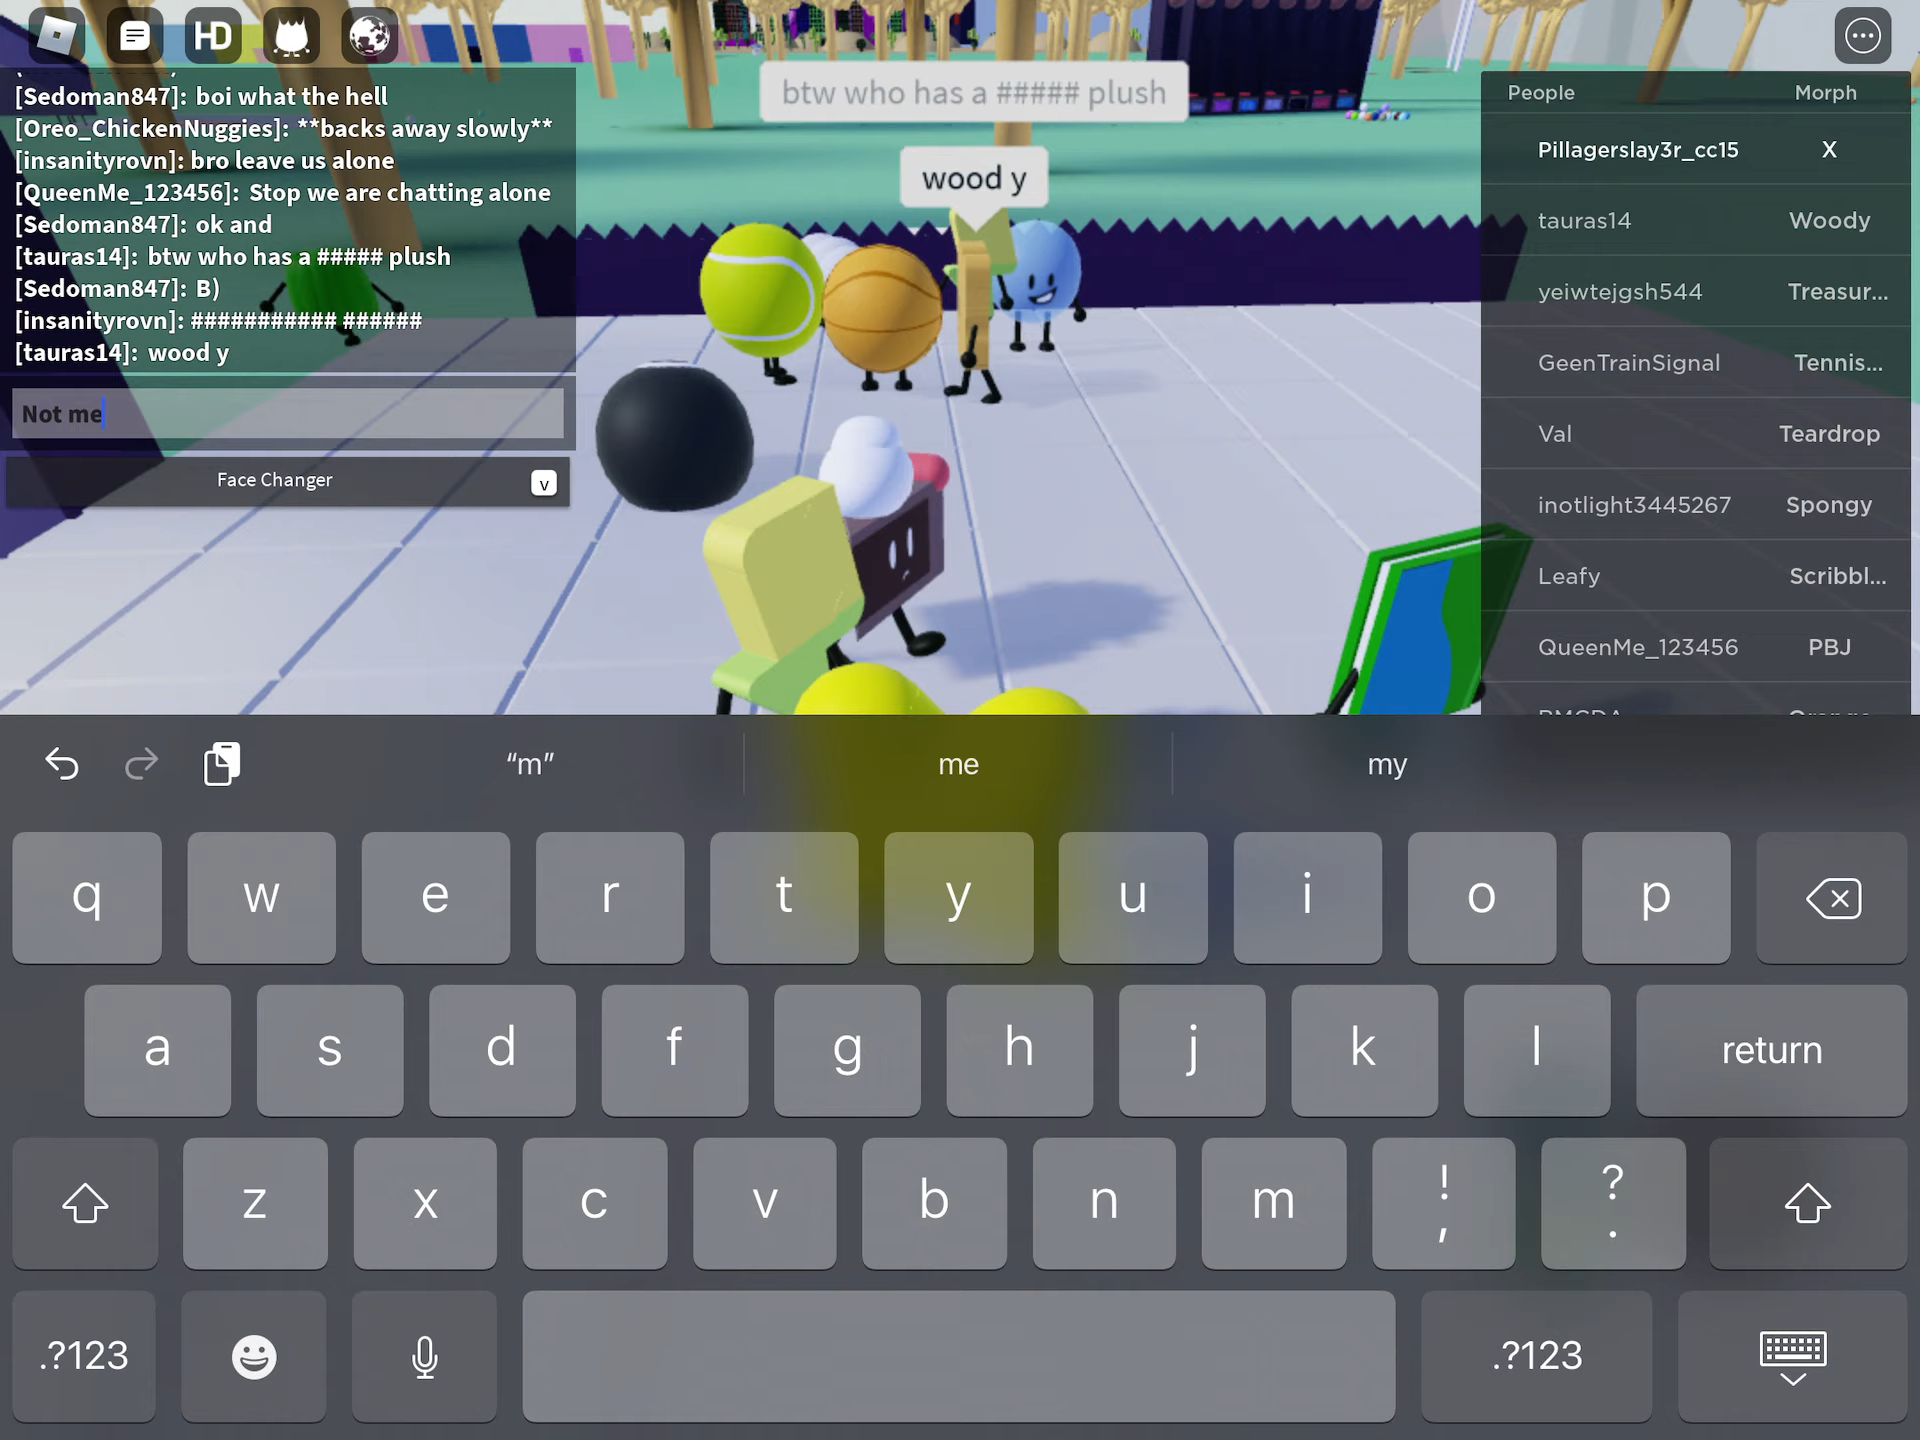 HD
[Sedoman847]: boi what the hell
[Oreo_ChickenNuggies]: **backs away slowly**
[insanityrovn]: bro leave us alone
[QueenMe_123456]: Stop we are chatting alone
[Sedoman847]: ok and
[tauras14]: btw who has a ##### plush
[Sedoman847]: B)
[insanityrovn]: ########### ######
[tauras14]: wood y
Not me
Face Changer
v
btw who has a ##### plush
wood y
People Morph
Pillagerslay3r_cc15 X
tauras14 Woody
yeiwtejgsh544 Treasur...
GeenTrainSignal Tennis...
Val Teardrop
inotlight3445267 Spongy
Leafy Scribbl...
QueenMe_123456 PBJ
“m” me my
q w e r t y u i o p
a s d f g h j k l return
z x c v b n m ! , ? .
.?123 .?123